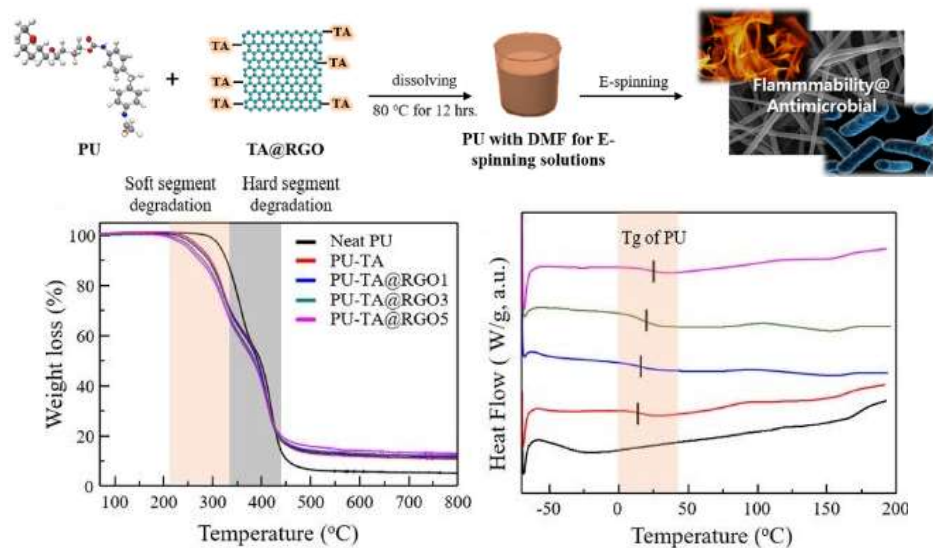 TA
TA
TA
TA
TA
TA
+
dissolving
80 °C for 12 hrs.
E-spinning
Flammmability@
Antimicrobial
PU
TA@RGO
PU with DMF for E-
spinning solutions
Soft segment
degradation
Hard segment
degradation
Neat PU
PU-TA
PU-TA@RGO1
PU-TA@RGO3
PU-TA@RGO5
100
80
60
40
20
0
Weight loss (%)
100
200
300
400
500
600
700
800
Temperature (°C)
Tg of PU
Heat Flow ( W/g, a.u.)
-50
0
50
100
150
200
Temperature (°C)